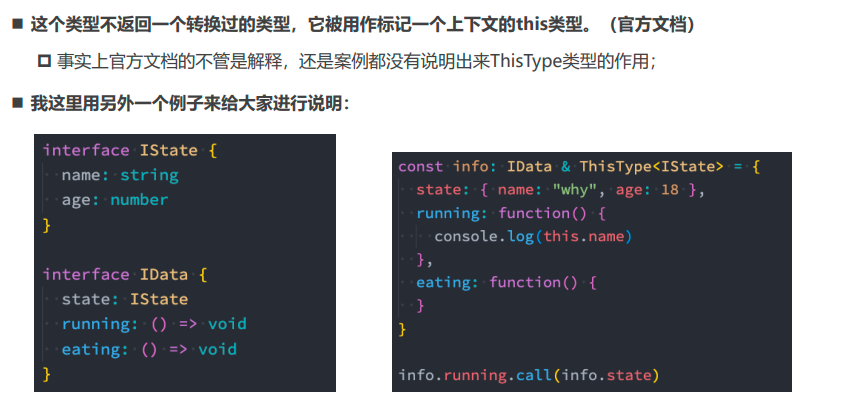 这个类型不返回一个转换过的类型，它被用作标记一个上下文的this类型。（官方文档）
事实上官方文档的不管是解释，还是案例都没有说明出来ThisType类型的作用；
我这里用另外一个例子来给大家进行说明：
interface IState {
  name: string
  age: number
}
interface IData {
  state: IState
  running: () => void
  eating: () => void
}
const info: IData & ThisType<IState> = {
  state: { name: "why", age: 18 },
  running: function() {
    console.log(this.name)
  },
  eating: function() {
  }
}
info.running.call(info.state)